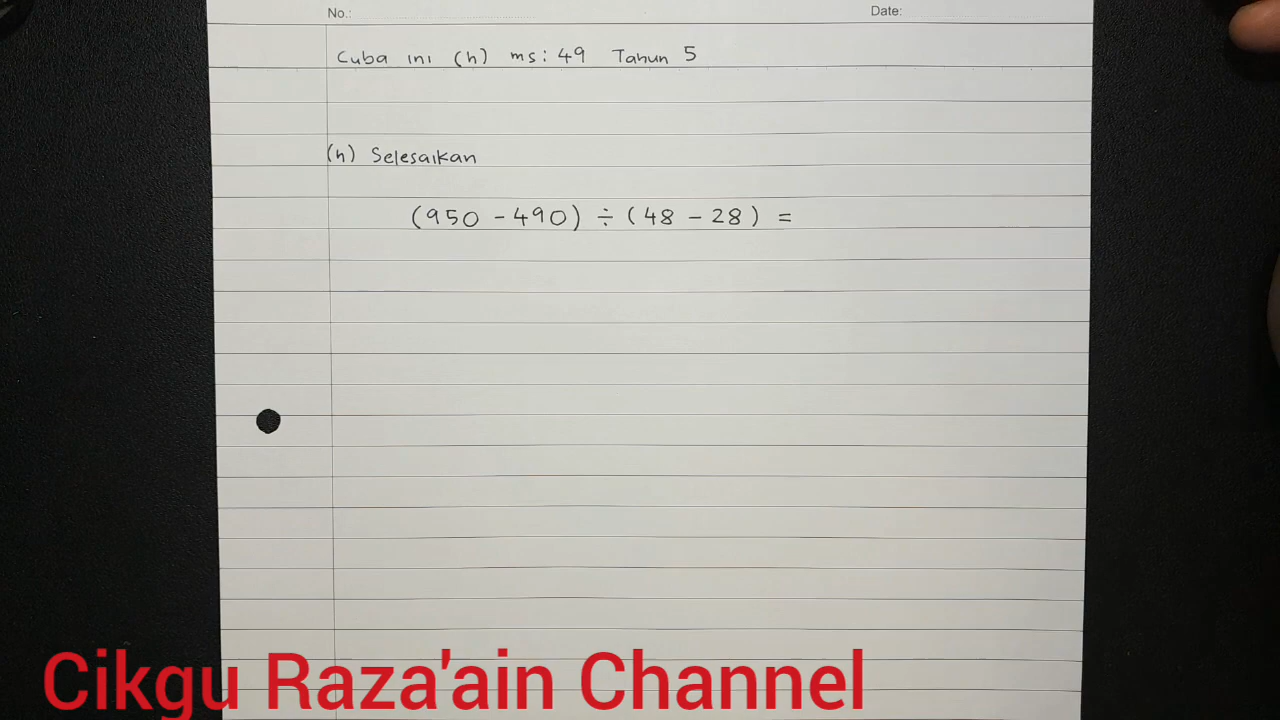 No.: Date:
Cuba ini (h) ms: 49 Tahun 5
(h) Selesaikan
(950 - 490) ÷ (48 - 28) =
Cikgu Raza'ain Channel